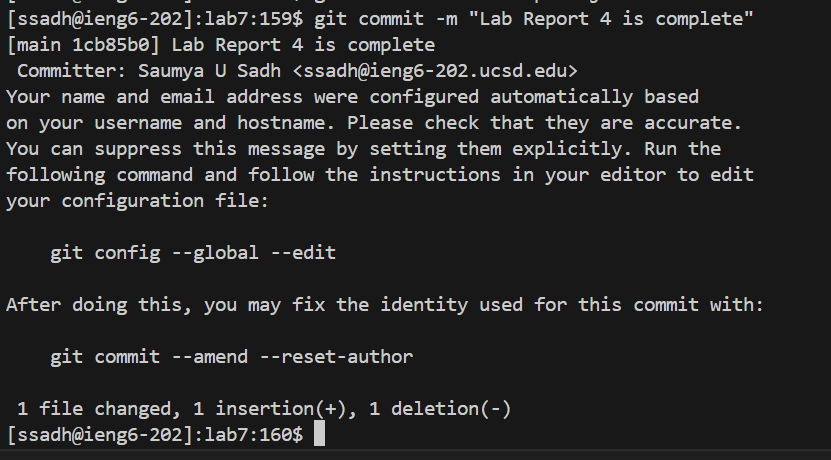 [ssadh@ieng6-202]:lab7:159$ git commit -m "Lab Report 4 is complete"
[main 1cb85b0] Lab Report 4 is complete
 Committer: Saumya U Sadh <ssadh@ieng6-202.ucsd.edu>
Your name and email address were configured automatically based
on your username and hostname. Please check that they are accurate.
You can suppress this message by setting them explicitly. Run the
following command and follow the instructions in your editor to edit
your configuration file:

    git config --global --edit

After doing this, you may fix the identity used for this commit with:

    git commit --amend --reset-author

 1 file changed, 1 insertion(+), 1 deletion(-)
[ssadh@ieng6-202]:lab7:160$